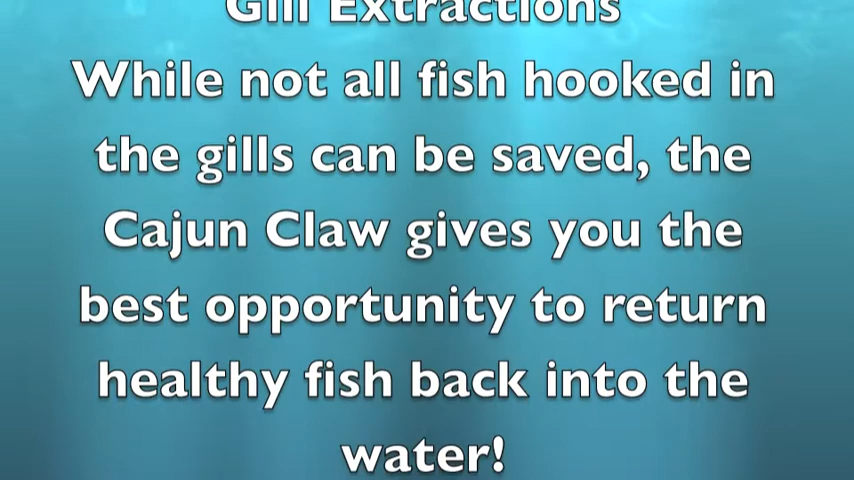 Gill Extractions
While not all fish hooked in
the gills can be saved, the
Cajun Claw gives you the
best opportunity to return
healthy fish back into the
water!